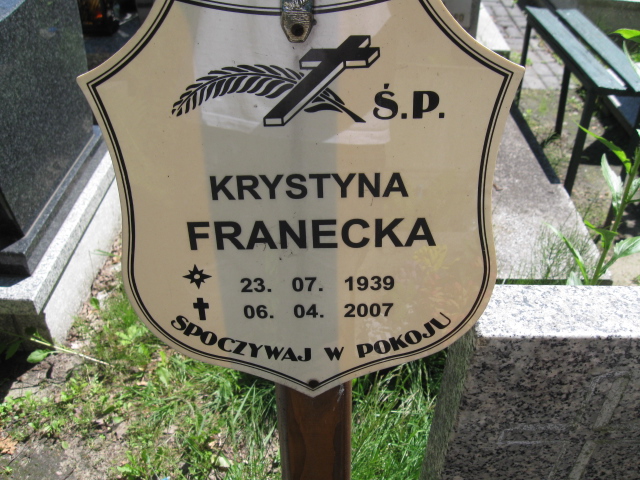 Ś.P.
KRYSTYNA
FRANECKA
23. 07. 1939
06. 04. 2007
SPOCZYWAJ W POKOJU